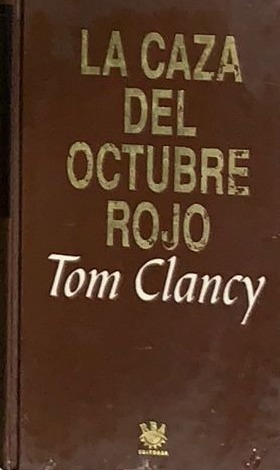 LA CAZA
DEL
OCTUBRE
ROJO
Tom Clancy